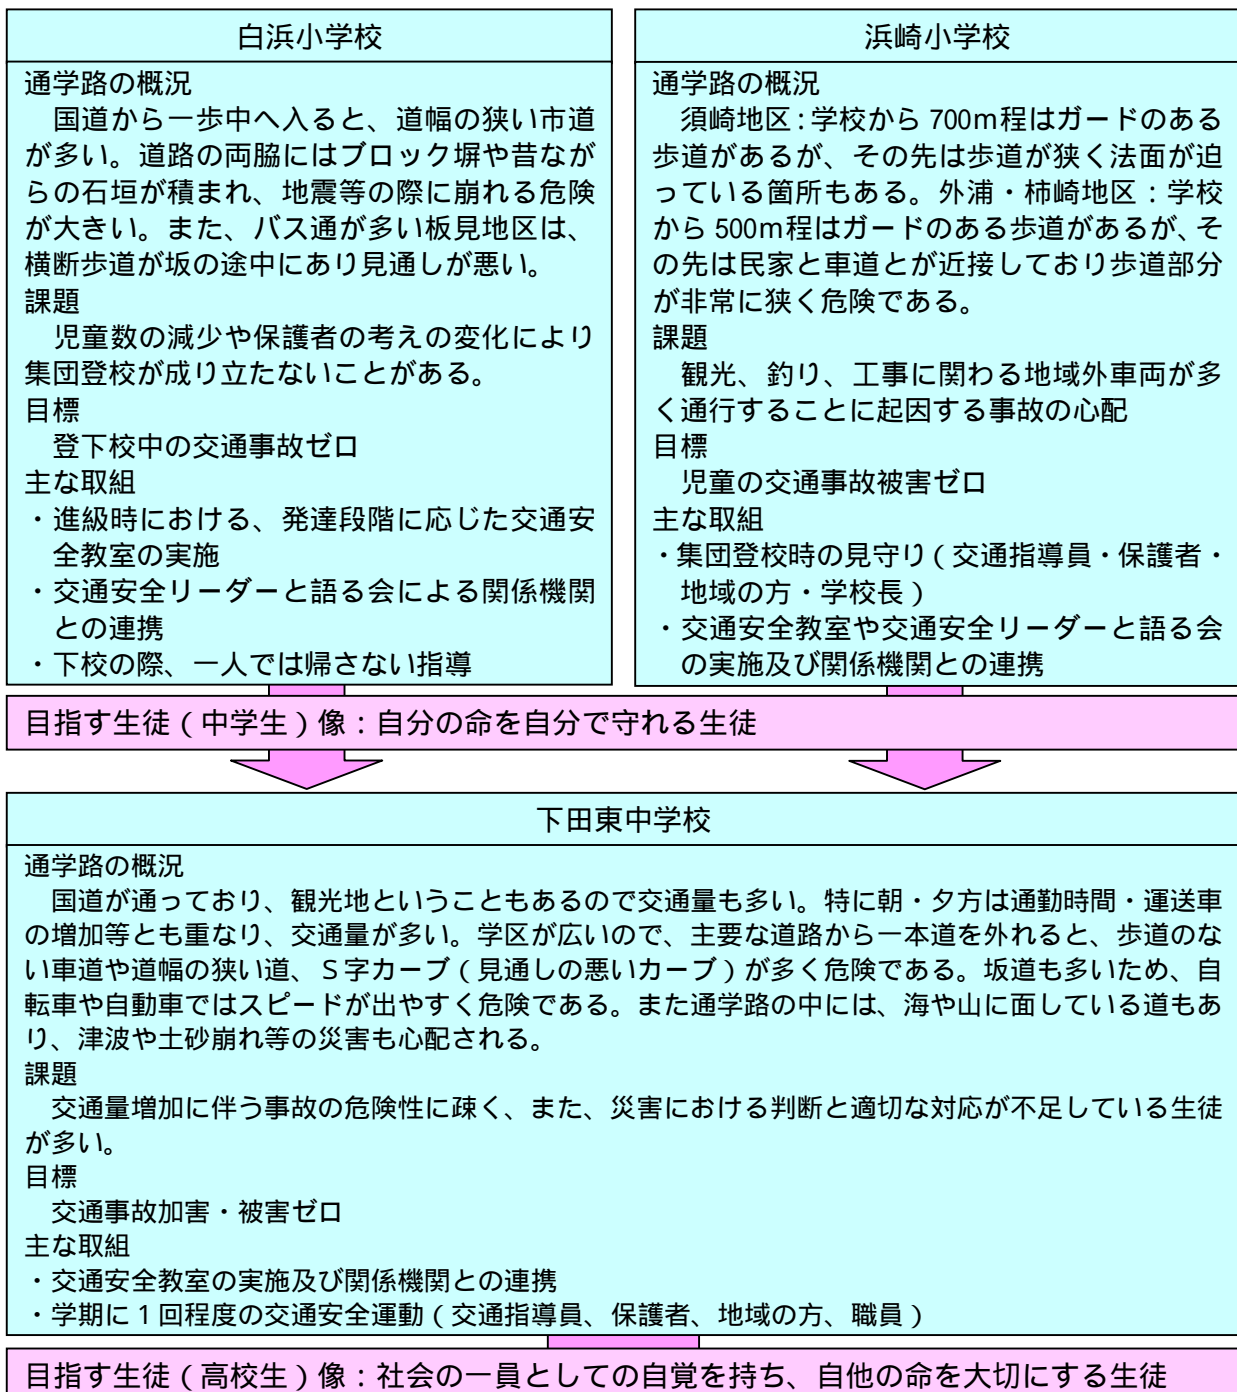 白浜小学校
通学路の概況
国道から一歩中へ入ると、道幅の狭い市道
が多い。道路の両脇にはブロック塀や昔なが
らの石垣が積まれ、地震等の際に崩れる危険
が大きい。また、バス通が多い板見地区は、
横断歩道が坂の途中にあり見通しが悪い。
課題
児童数の減少や保護者の考えの変化により
集団登校が成り立たないことがある。
目標
登下校中の交通事故ゼロ
主な取組
・進級時における、発達段階に応じた交通安
全教室の実施
・交通安全リーダーと語る会による関係機関
との連携
・下校の際、一人では帰さない指導
浜崎小学校
通学路の概況
須崎地区：学校から 700ｍ程はガードのある
歩道があるが、その先は歩道が狭く法面が迫
っている箇所もある。外浦・柿崎地区：学校
から 500ｍ程はガードのある歩道があるが、そ
の先は民家と車道とが近接しており歩道部分
が非常に狭く危険である。
課題
観光、釣り、工事に関わる地域外車両が多
く通行することに起因する事故の心配
目標
児童の交通事故被害ゼロ
主な取組
・集団登校時の見守り（交通指導員・保護者・
地域の方・学校長）
・交通安全教室や交通安全リーダーと語る会
の実施及び関係機関との連携
目指す生徒（中学生）像：自分の命を自分で守れる生徒
下田東中学校
通学路の概況
国道が通っており、観光地ということもあるので交通量も多い。特に朝・夕方は通勤時間・運送車
の増加等とも重なり、交通量が多い。学区が広いので、主要な道路から一本道を外れると、歩道のな
い車道や道幅の狭い道、Ｓ字カーブ（見通しの悪いカーブ）が多く危険である。坂道も多いため、自
転車や自動車ではスピードが出やすく危険である。また通学路の中には、海や山に面している道もあ
り、津波や土砂崩れ等の災害も心配される。
課題
交通量増加に伴う事故の危険性に疎く、また、災害における判断と適切な対応が不足している生徒
が多い。
目標
交通事故加害・被害ゼロ
主な取組
・交通安全教室の実施及び関係機関との連携
・学期に１回程度の交通安全運動（交通指導員、保護者、地域の方、職員）
目指す生徒（高校生）像：社会の一員としての自覚を持ち、自他の命を大切にする生徒